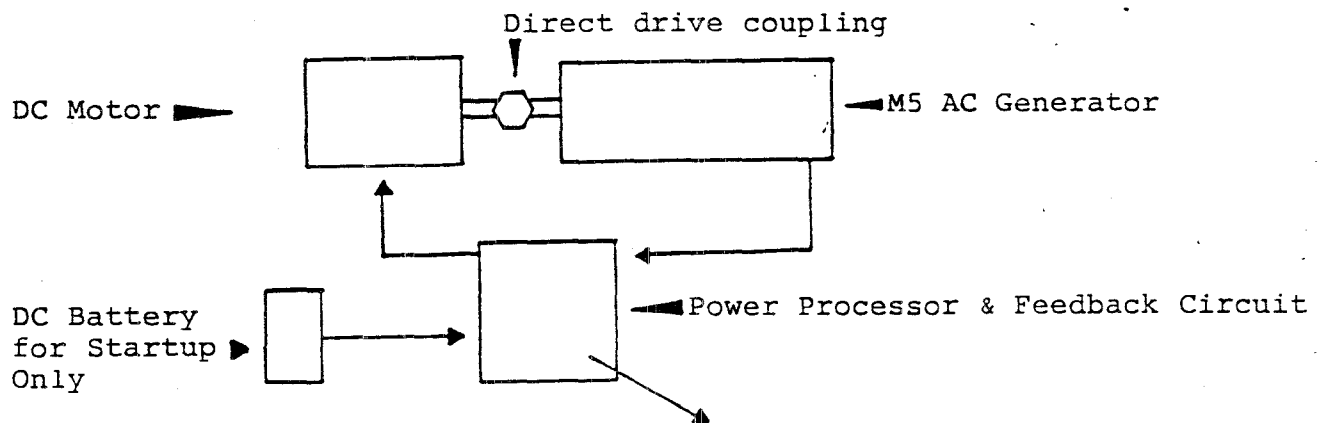 Direct drive coupling
DC Motor
M5 AC Generator
Power Processor & Feedback Circuit
DC Battery
for Startup
Only